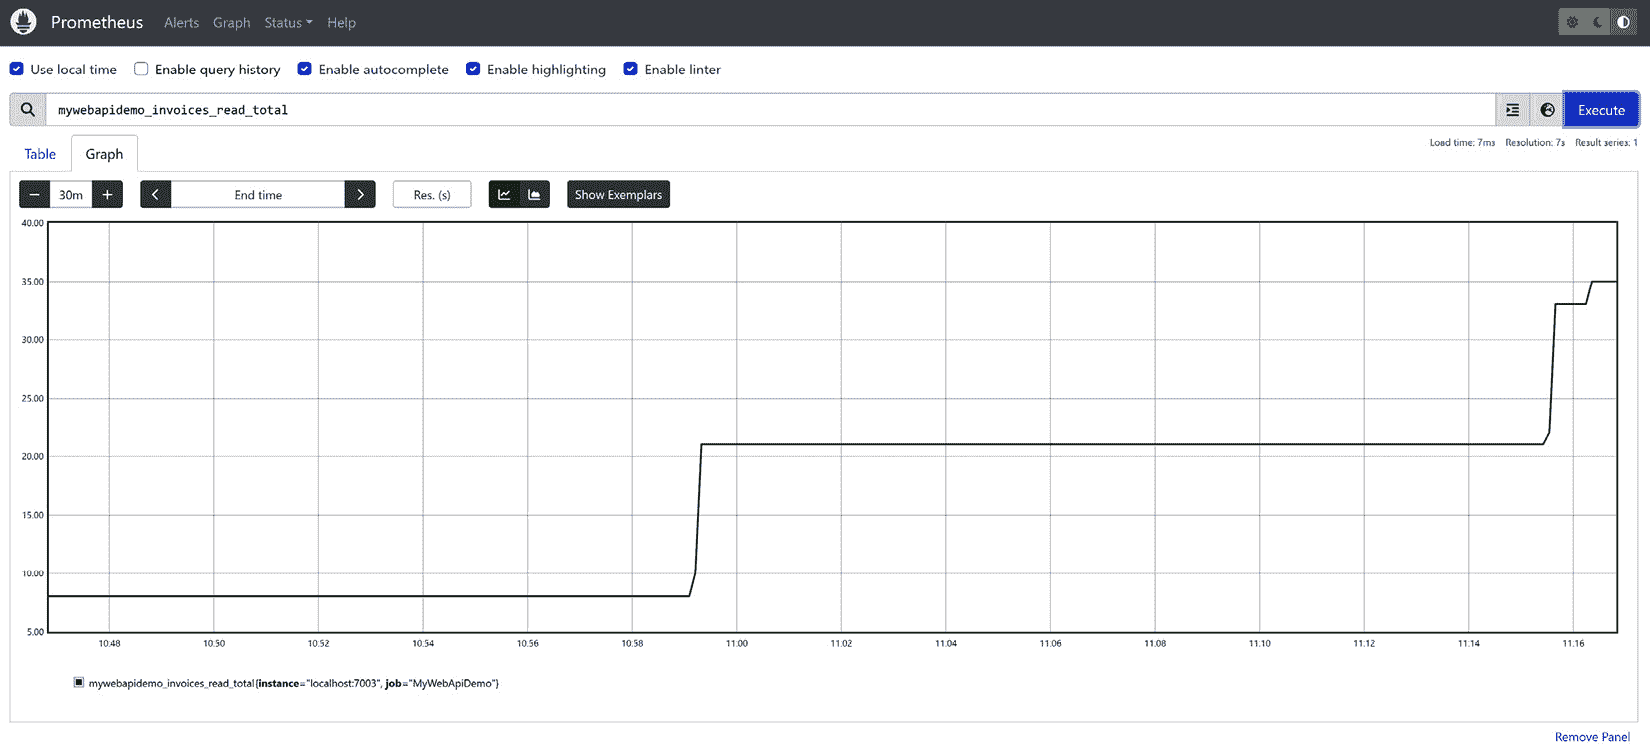 Prometheus Alerts Graph Status Help
Use local time Enable query history Enable autocomplete Enable highlighting Enable linter
mywebapidemo_invoices_read_total Execute
Load time: 7ms Resolution: 7s Result series: 1
Table Graph
− 30m + End time Res. (s) Show Exemplars
40.00
35.00
30.00
25.00
20.00
15.00
10.00
5.00
10:48 10:50 10:52 10:54 10:56 10:58 11:00 11:02 11:04 11:06 11:08 11:10 11:12 11:14 11:16
mywebapidemo_invoices_read_total{instance="localhost:7003", job="MyWebApiDemo"}
Remove Panel